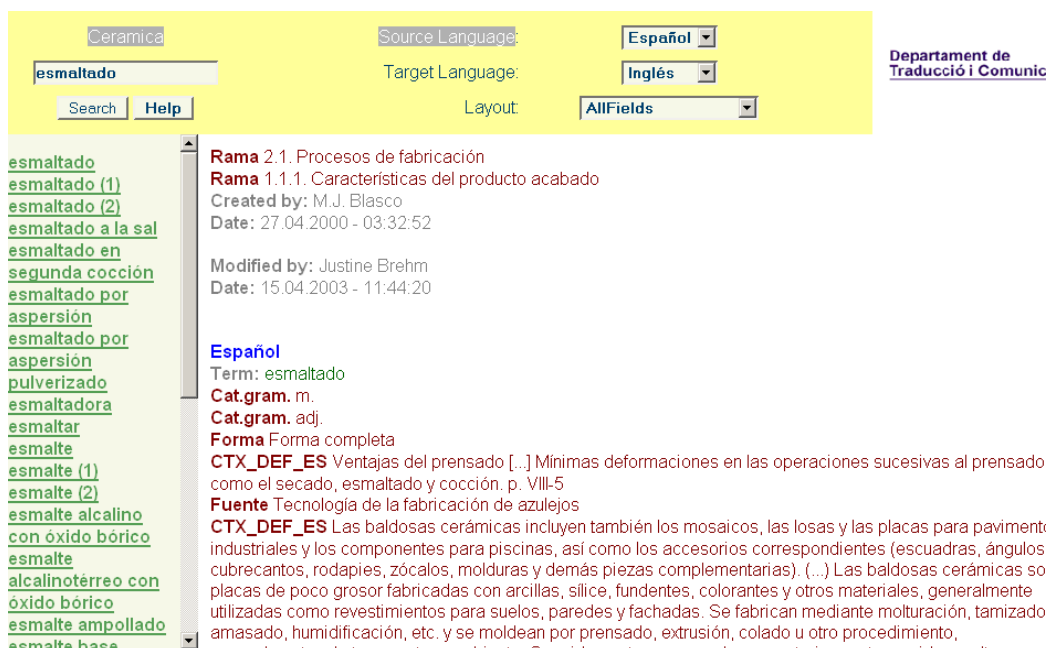 Ceramica
Source Language:
Español
esmaltado
Target Language:
Inglés
Search
Help
Layout:
AllFields
Departament de
Traducció i Comunic
esmaltado
esmaltado (1)
esmaltado (2)
esmaltado a la sal
esmaltado en
segunda cocción
esmaltado por
aspersión
esmaltado por
aspersión
pulverizado
esmaltadora
esmaltar
esmalte
esmalte (1)
esmalte (2)
esmalte alcalino
con óxido bórico
esmalte
alcalinotérreo con
óxido bórico
esmalte ampollado
esmalte base
Rama 2.1. Procesos de fabricación
Rama 1.1.1. Características del producto acabado
Created by: M.J. Blasco
Date: 27.04.2000 - 03:32:52
Modified by: Justine Brehm
Date: 15.04.2003 - 11:44:20
Español
Term: esmaltado
Cat.gram. m.
Cat.gram. adj.
Forma Forma completa
CTX_DEF_ES Ventajas del prensado [...] Mínimas deformaciones en las operaciones sucesivas al prensado
como el secado, esmaltado y cocción. p. VIII-5
Fuente Tecnología de la fabricación de azulejos
CTX_DEF_ES Las baldosas cerámicas incluyen también los mosaicos, las losas y las placas para paviment
industriales y los componentes para piscinas, así como los accesorios correspondientes (escuadras, ángulos
cubrecantos, rodapies, zócalos, molduras y demás piezas complementarias). (...) Las baldosas cerámicas so
placas de poco grosor fabricadas con arcillas, sílice, fundentes, colorantes y otros materiales, generalmente
utilizadas como revestimientos para suelos, paredes y fachadas. Se fabrican mediante molturación, tamizado
amasado, humidificación, etc. y se moldean por prensado, extrusión, colado u otro procedimiento,